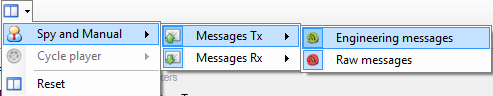 Spy and Manual
Messages Tx
Engineering messages
Cycle player
Messages Rx
Raw messages
Reset